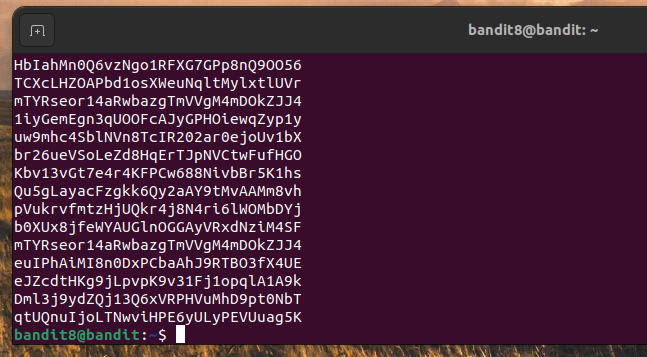 bandit8@bandit: ~
HbIahMn0Q6vzNgo1RFXG7GPp8nQ9OO56
TCXcLHZOAPbd1osXWeuNqltMylxtlUVr
mTYRseor14aRwbazgTmVVgM4mDOkZJJ4
1iyGemEgn3qUOOFcAJyGPHOiewqZyp1y
uw9mhc4SblNVn8TcIR202ar0ejoUv1bX
br26ueVSoLeZd8HqErTJpNVCtwFufHGO
Kbv13vGt7e4r4KFPCw688NivbBr5K1hs
Qu5gLayacFzgkk6Qy2aAY9tMvAAMm8vh
pVukrvfmtzHjUQkr4j8N4ri6lWOMbDYj
b0XUx8jfeWYAUGlnOGGAyVRxdNziM4SF
mTYRseor14aRwbazgTmVVgM4mDOkZJJ4
euIPhAiMI8n0DxPCbaAhJ9RTBO3fX4UE
eJZcdtHKg9jLpvpK9v31Fj1opqlA1A9k
Dml3j9ydZQj13Q6xVRPHVuMhD9pt0NbT
qtUQnuIjoLTNwviHPE6yULyPEVUuag5K
bandit8@bandit:~$